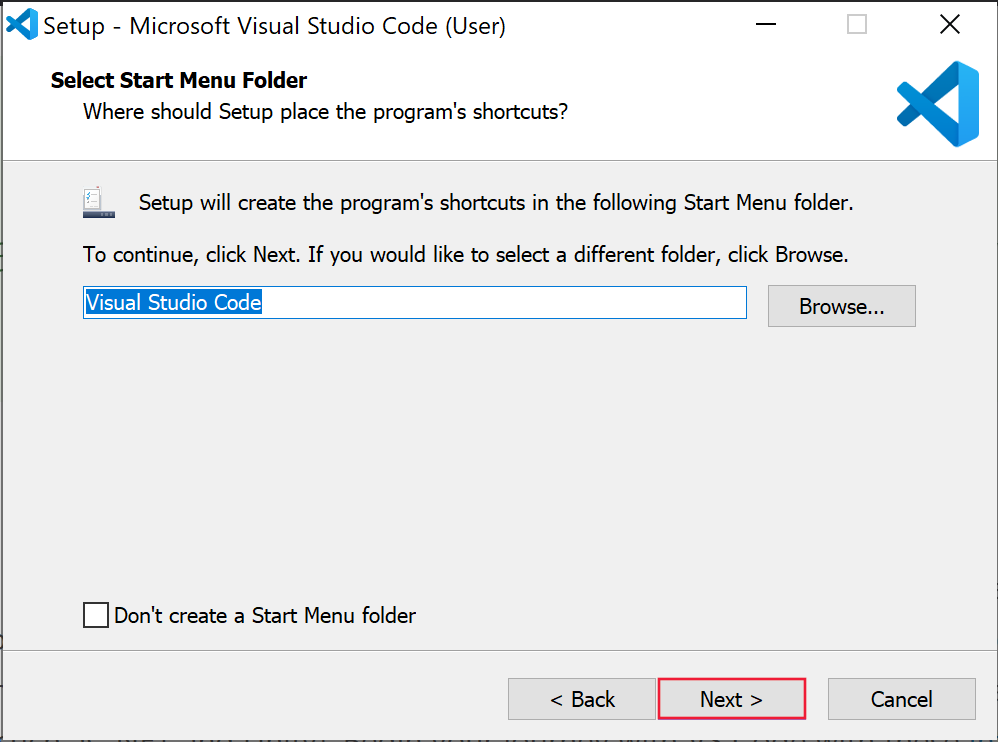 Setup - Microsoft Visual Studio Code (User)
Select Start Menu Folder
Where should Setup place the program's shortcuts?
Setup will create the program's shortcuts in the following Start Menu folder.
To continue, click Next. If you would like to select a different folder, click Browse.
Visual Studio Code
Browse...
Don't create a Start Menu folder
< Back
Next >
Cancel